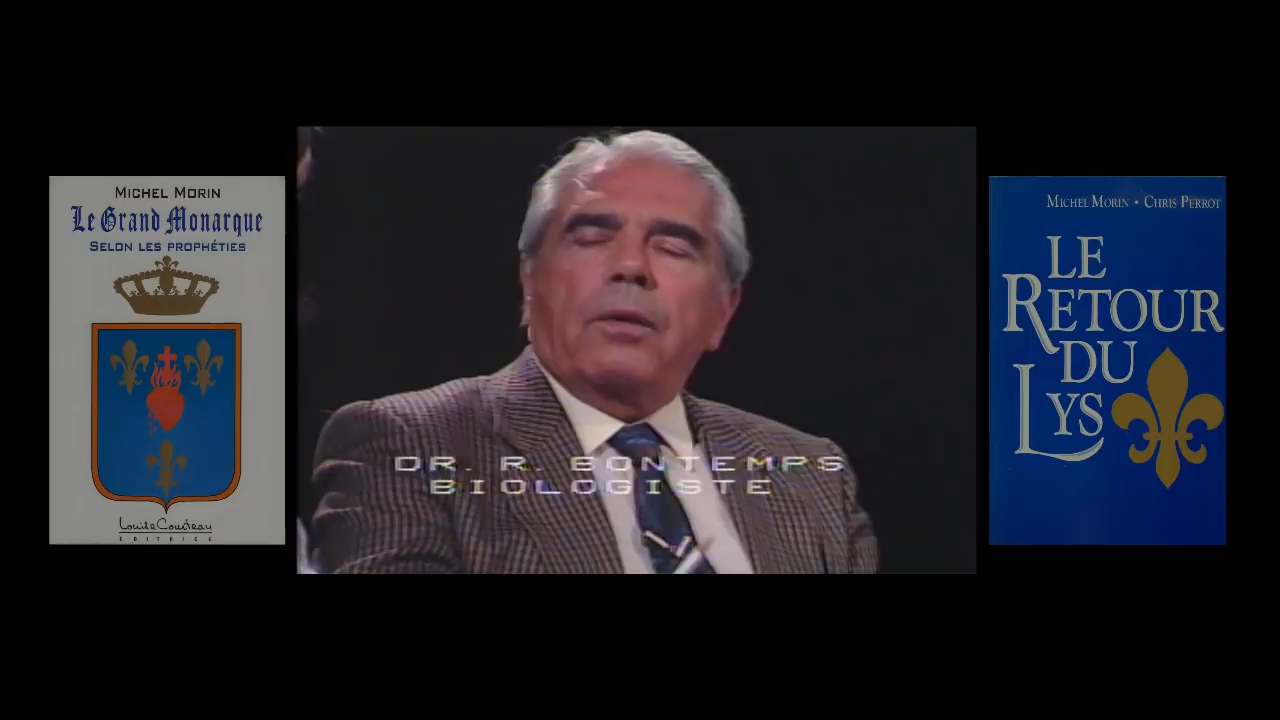 MICHEL MORIN
Le Grand Monarque
SELON LES PROPHÉTIES
Louise Courteau
EDITRICE
DR. R. BONTEMPS
BIOLOGISTE
MICHEL MORIN • CHRIS PERROT
LE
RETOUR
DU
LYS